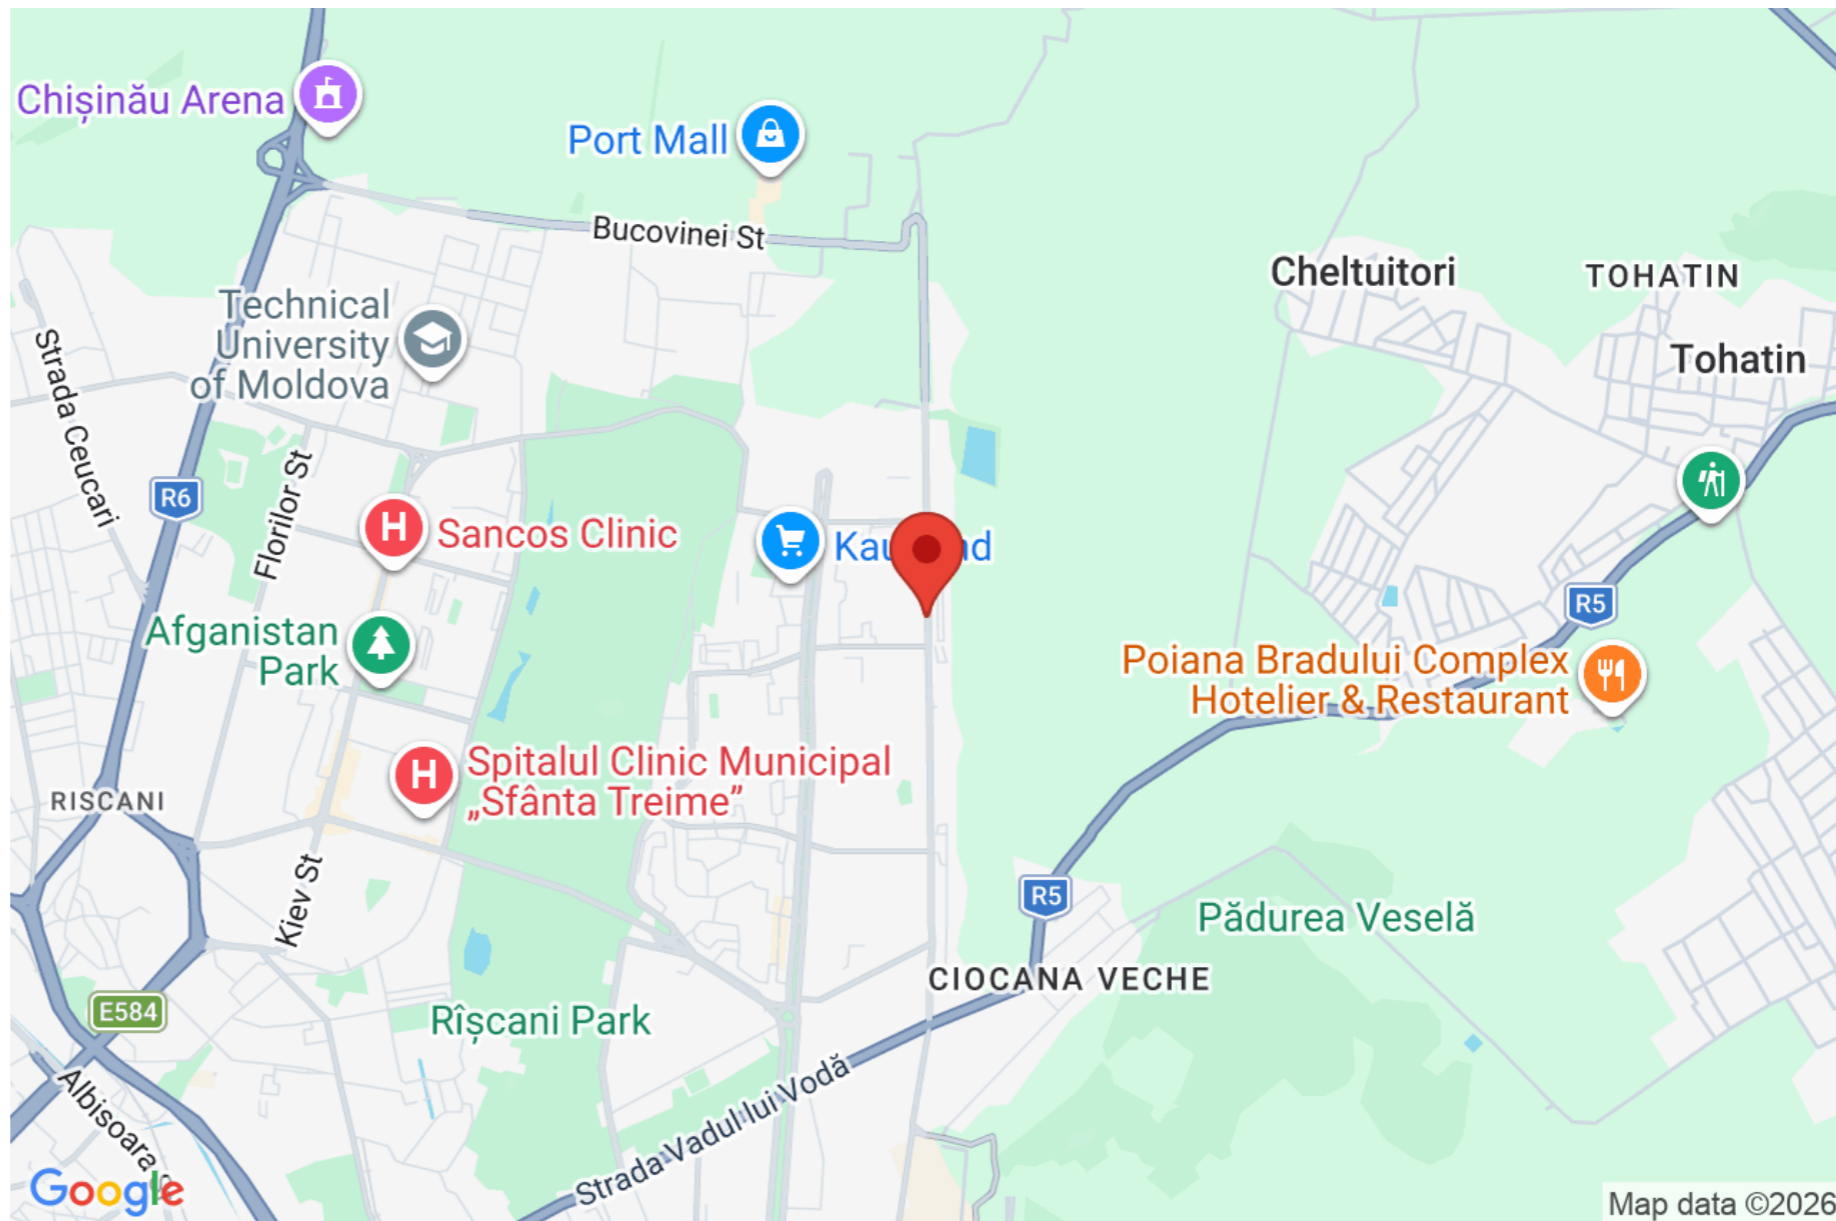 Chișinău Arena
Port Mall
Bucovinei St
Cheltuitori
TOHATIN
Technical
University
of Moldova
Tohatin
Strada Ceucari
Florilor St
R6
Sancos Clinic
R5
Afganistan
Park
Poiana Bradului Complex
Hotelier & Restaurant
Spitalul Clinic Municipal
„Sfânta Treime”
RISCANI
Kiev St
R5
Pădurea Veselă
CIOCANA VECHE
E584
Rîșcani Park
Strada Vadul lui Vodă
Albisoara
Google
Map data ©2026